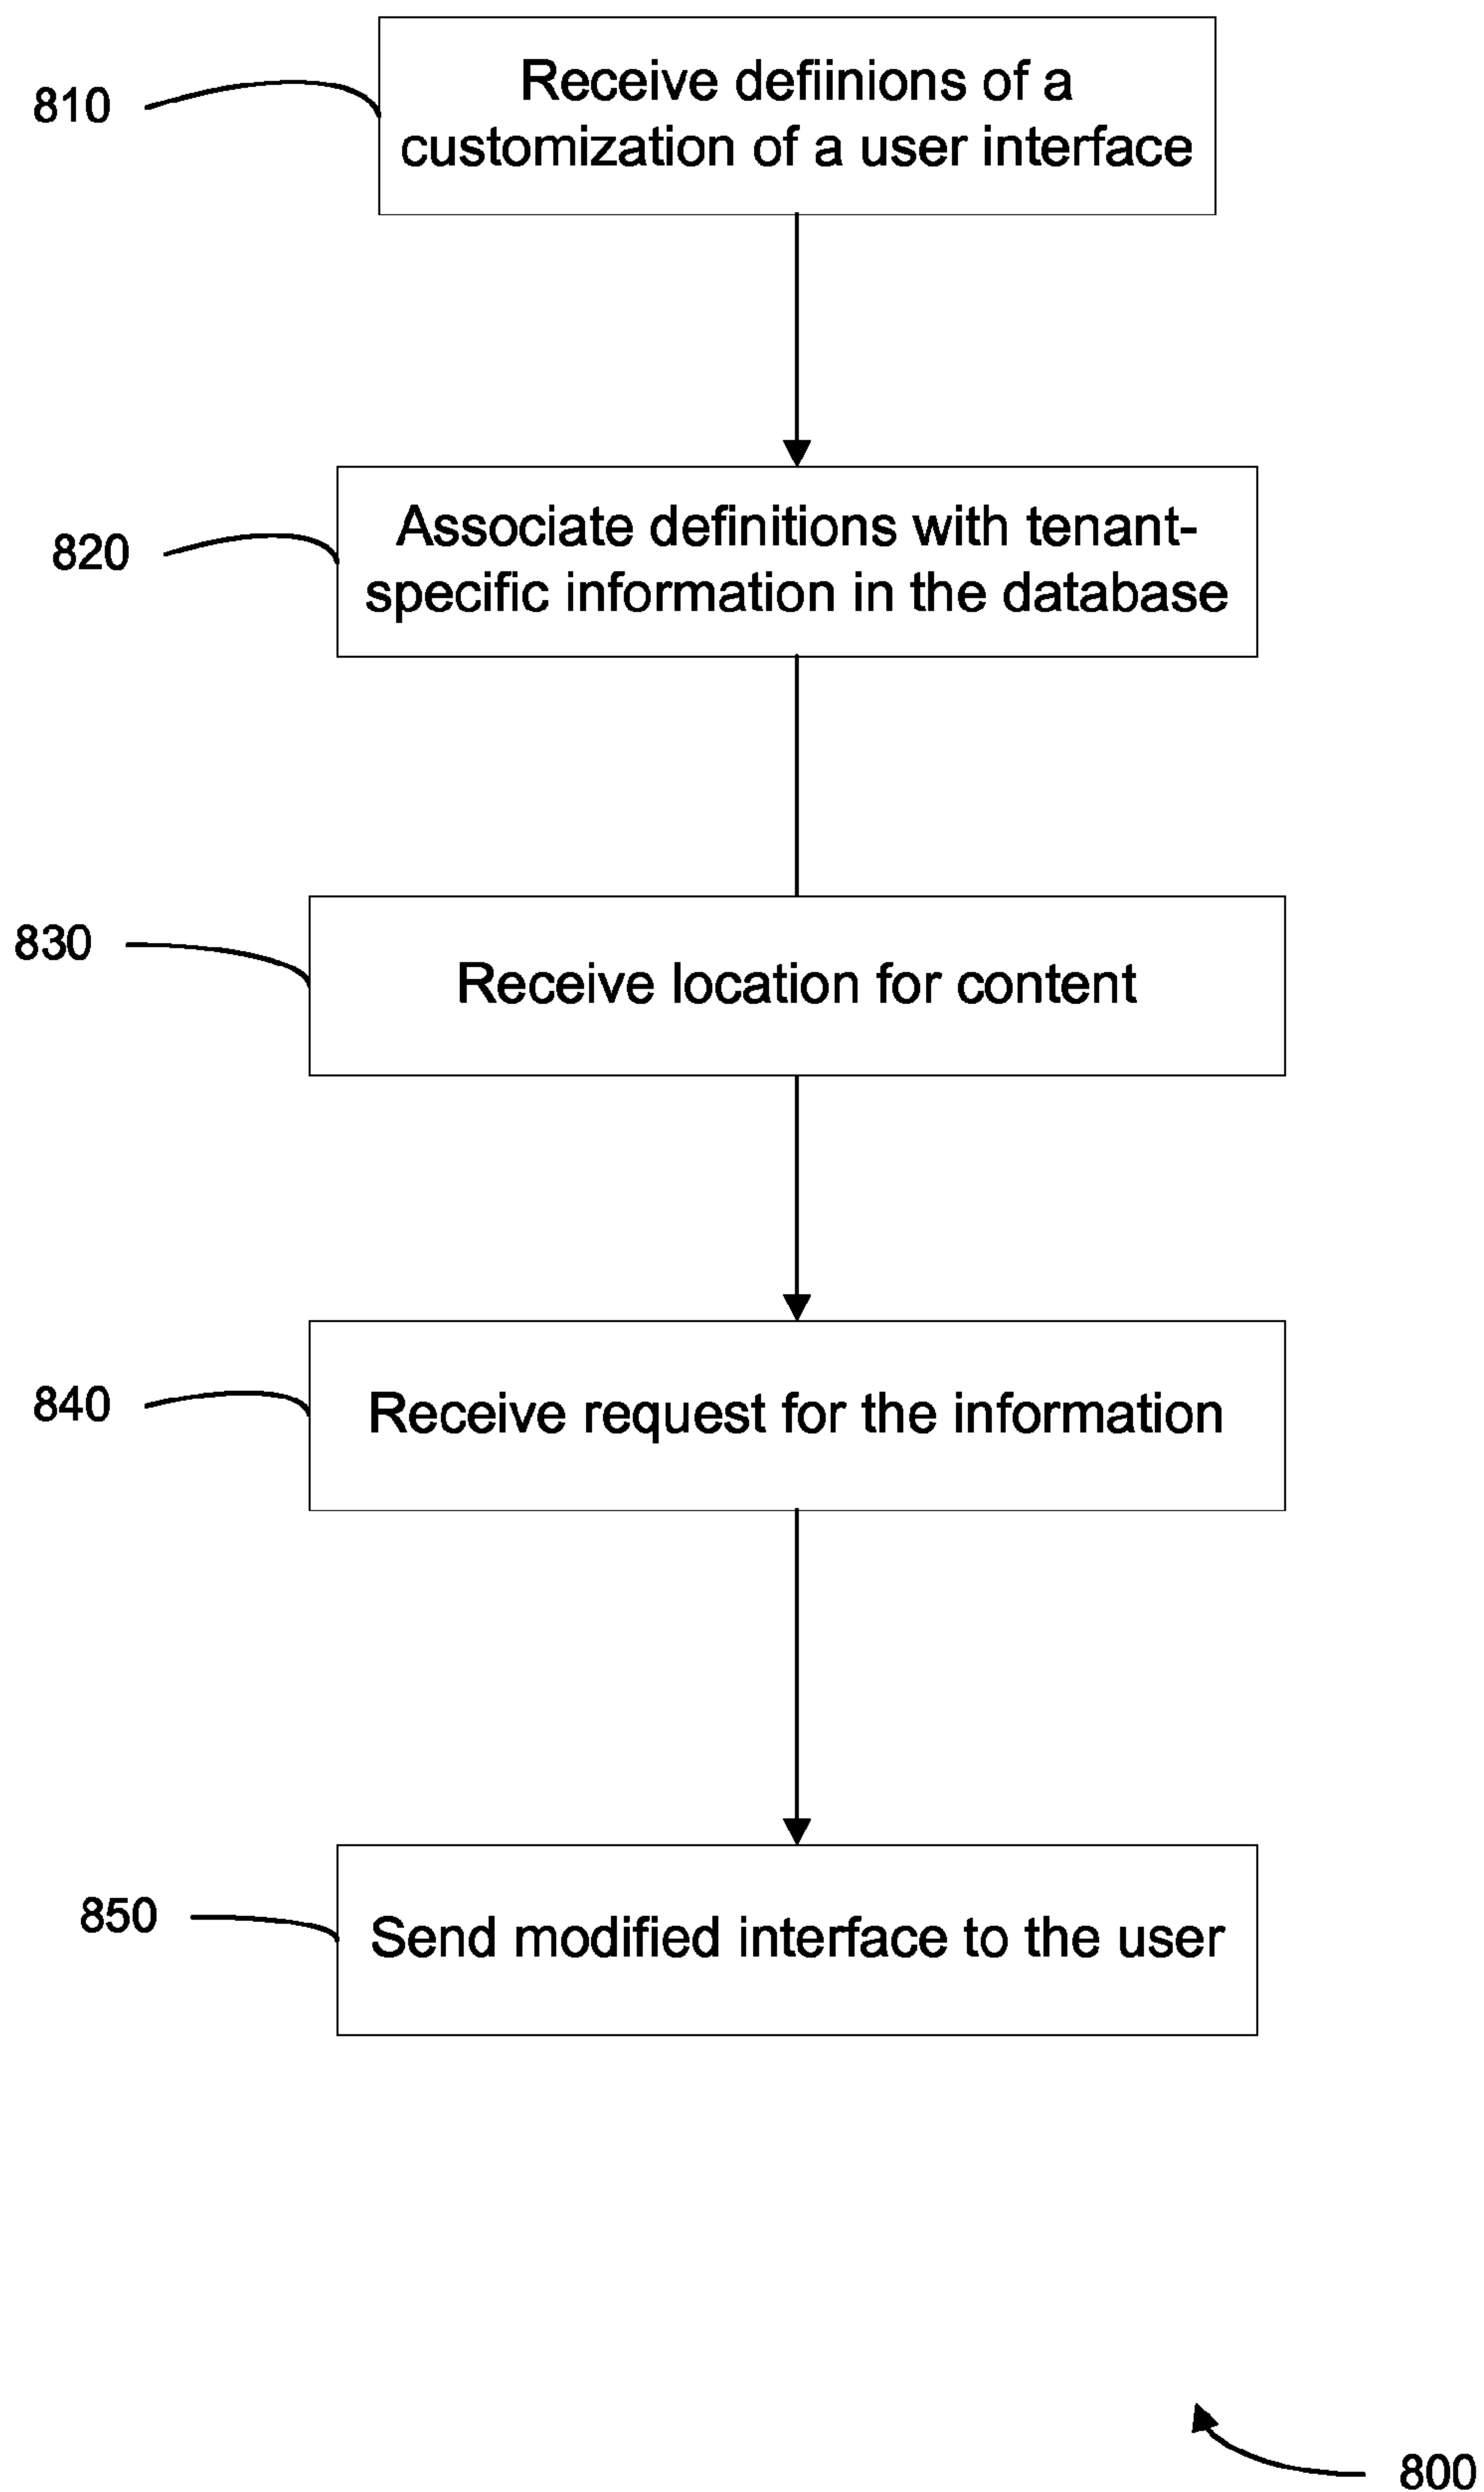 810
Receive defiinions of a
customization of a user interface
820
Associate definitions with tenant-
specific information in the database
830
Receive location for content
840
Receive request for the information
850
Send modified interface to the user
800